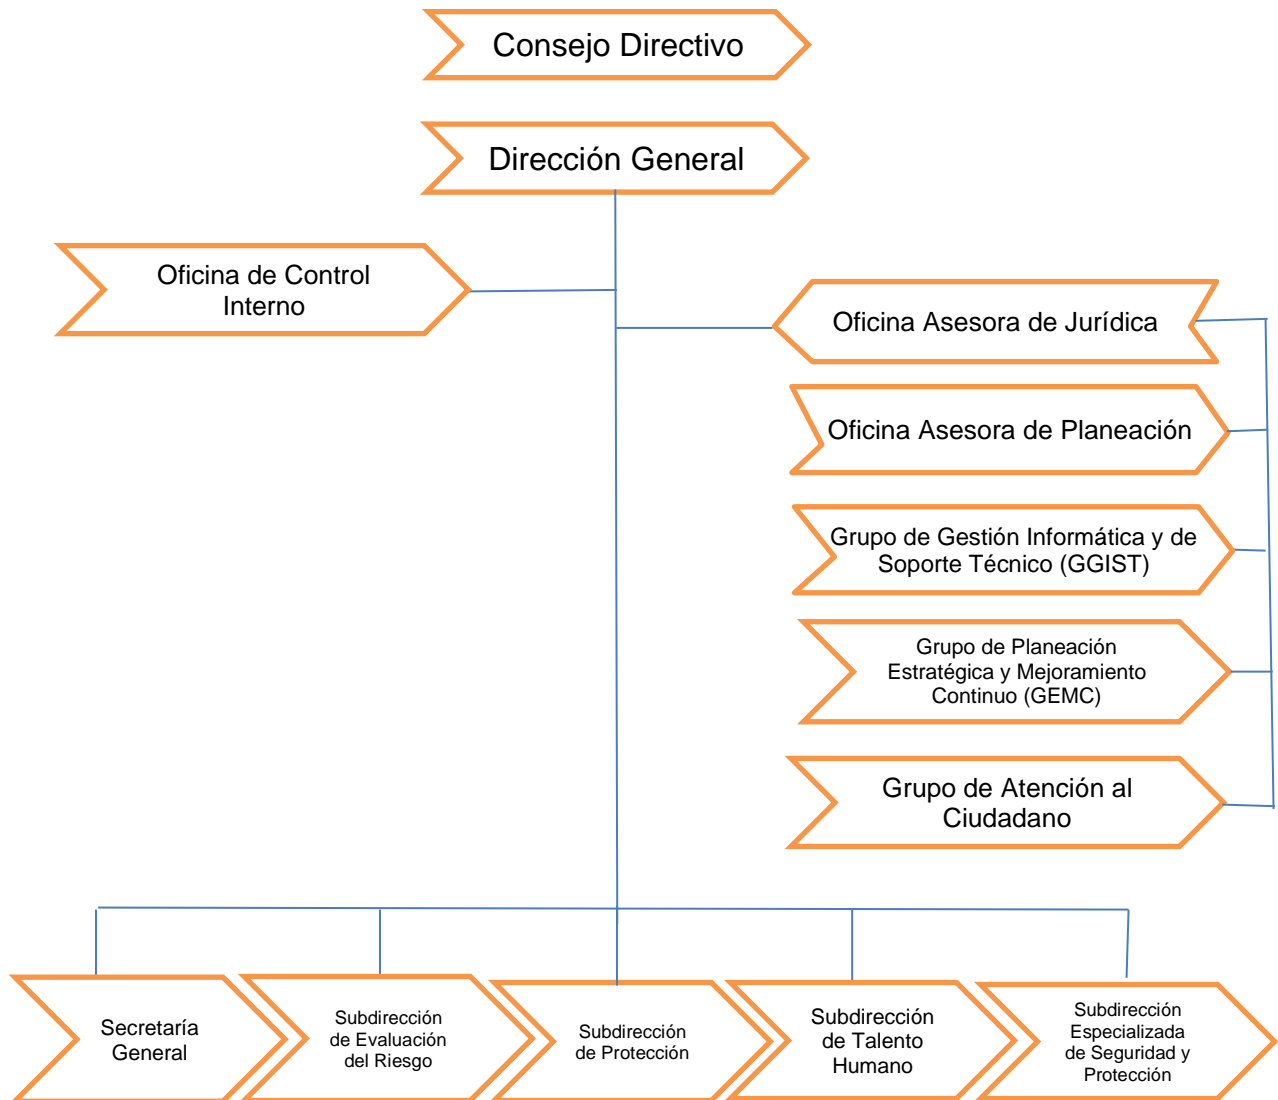 Consejo Directivo
Dirección General
Oficina de Control
Interno
Oficina Asesora de Jurídica
Oficina Asesora de Planeación
Grupo de Gestión Informática y de
Soporte Técnico (GGIST)
Grupo de Planeación
Estratégica y Mejoramiento
Continuo (GEMC)
Grupo de Atención al
Ciudadano
Secretaría
General
Subdirección
de Evaluación
del Riesgo
Subdirección
de Protección
Subdirección
de Talento
Humano
Subdirección
Especializada
de Seguridad y
Protección